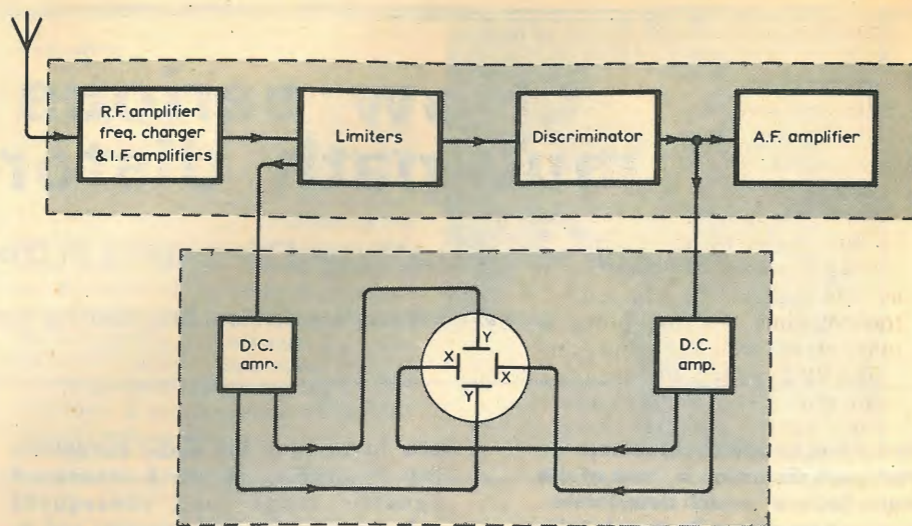 R.F. amplifier
freq. changer
& I.F. amplifiers
Limiters
Discriminator
A.F. amplifier
D.C.
amp.
Y
X
X
Y
D.C.
amp.